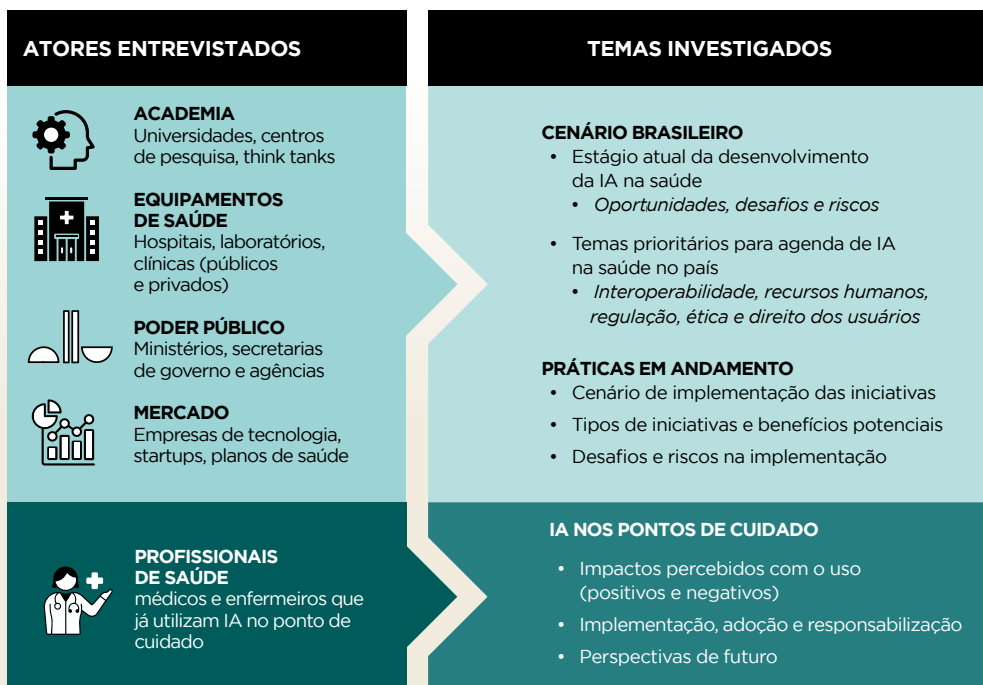 ATORES ENTREVISTADOS
ACADEMIA
Universidades, centros
de pesquisa, think tanks
EQUIPAMENTOS
DE SAÚDE
Hospitais, laboratórios,
clínicas (públicos
e privados)
PODER PÚBLICO
Ministérios, secretarias
de governo e agências
MERCADO
Empresas de tecnologia,
startups, planos de saúde
PROFISSIONAIS
DE SAÚDE
médicos e enfermeiros que
já utilizam IA no ponto de
cuidado
TEMAS INVESTIGADOS
CENÁRIO BRASILEIRO
• Estágio atual da desenvolvimento
da IA na saúde
• Oportunidades, desafios e riscos
• Temas prioritários para agenda de IA
na saúde no país
• Interoperabilidade, recursos humanos,
regulação, ética e direito dos usuários
PRÁTICAS EM ANDAMENTO
• Cenário de implementação das iniciativas
• Tipos de iniciativas e benefícios potenciais
• Desafios e riscos na implementação
IA NOS PONTOS DE CUIDADO
• Impactos percebidos com o uso
(positivos e negativos)
• Implementação, adoção e responsabilização
• Perspectivas de futuro